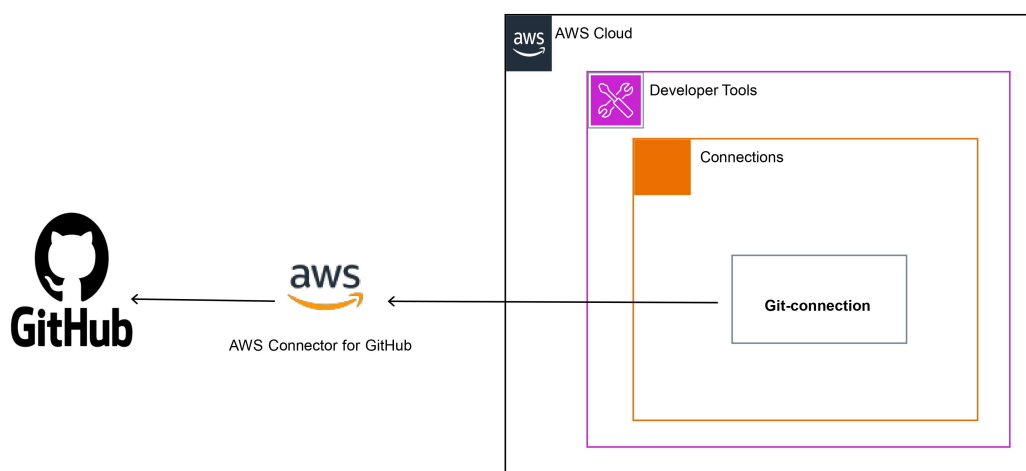 aws
AWS Cloud
Developer Tools
Connections
GitHub
aws
AWS Connector for GitHub
Git-connection